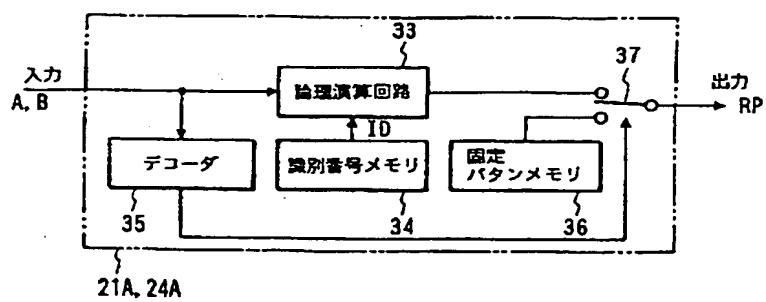 33
37
入力
A, B
論理演算回路
出力
RP
ID
デコーダ
識別番号メモリ
固定
パタンメモリ
35
34
36
21A, 24A